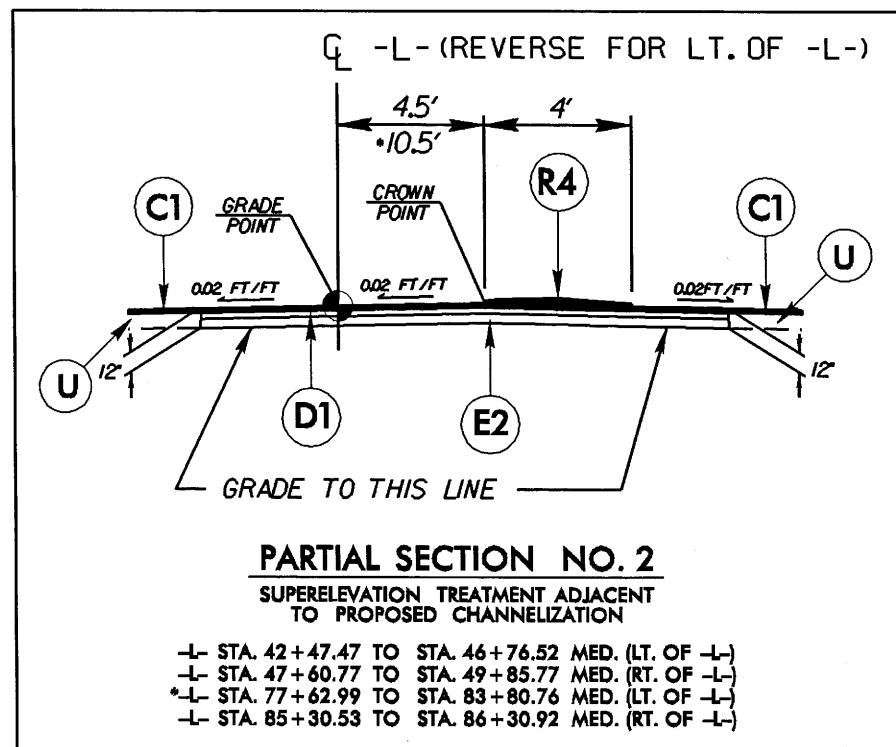 ℄ -L- (REVERSE FOR LT. OF -L-)
4.5' 4'
*10.5'
R4
C1 GRADE POINT CROWN POINT C1
U
0.02 FT/FT 0.02 FT/FT 0.02FT/FT
12" 12"
U
D1 E2
GRADE TO THIS LINE
PARTIAL SECTION NO. 2
SUPERELEVATION TREATMENT ADJACENT
TO PROPOSED CHANNELIZATION
-L- STA. 42+47.47 TO STA. 46+76.52 MED. (LT. OF -L-)
-L- STA. 47+60.77 TO STA. 49+85.77 MED. (RT. OF -L-)
*-L- STA. 77+62.99 TO STA. 83+80.76 MED. (LT. OF -L-)
-L- STA. 85+30.53 TO STA. 86+30.92 MED. (RT. OF -L-)